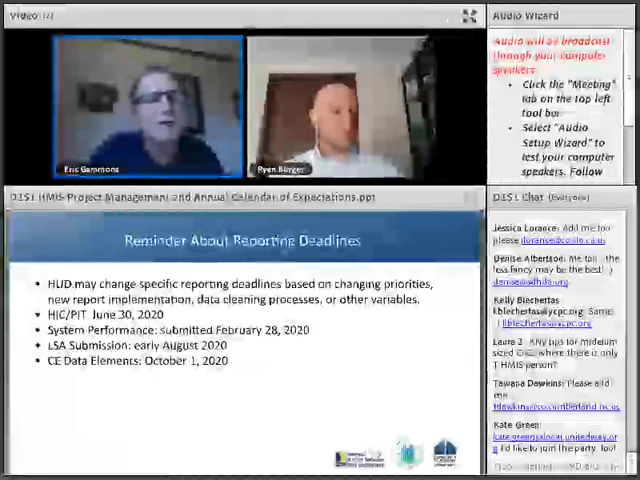 Video
Eric Gammons
Ryan Burger
D1S1 HMIS Project Management and Annual Calendar of Expectations.ppt
Reminder About Reporting Deadlines
• HUD may change specific reporting deadlines based on changing priorities,
new report implementation, data cleaning processes, or other variables.
• HIC/PIT June 30, 2020
• System Performance: submitted February 28, 2020
• LSA Submission: early August 2020
• CE Data Elements: October 1, 2020
Audio Wizard
Audio will be broadcast
through your computer
speakers
• Click the "Meeting"
tab on the top left
tool bar.
• Select "Audio
Setup Wizard" to
test your computer
speakers. Follow
D1S1 Chat (Everyone)
Jessica Lorance: Add me too
please
Denise Albertson: Me too - the
less fancy may be the best! :)
Kelly Blechertas:
Same
Laura 2: ANy tips for midelum
sized CoCs where there is only
1 HMIS person?
Tawana Dawkins: Please add
me
Kate Green:
I'd like to join the party too!